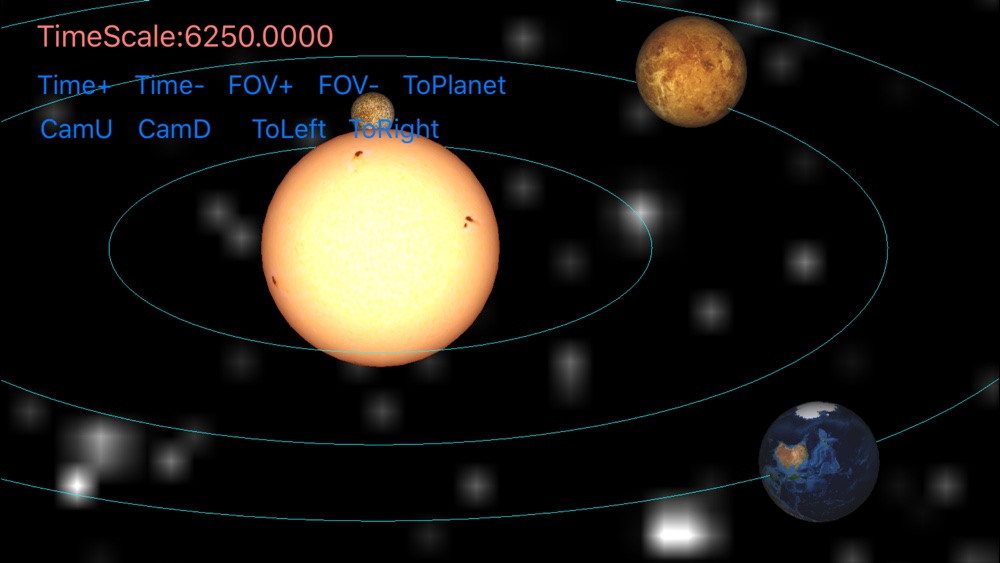 TimeScale:6250.0000
Time+ Time- FOV+ FOV- ToPlanet
CamU CamD ToLeft ToRight